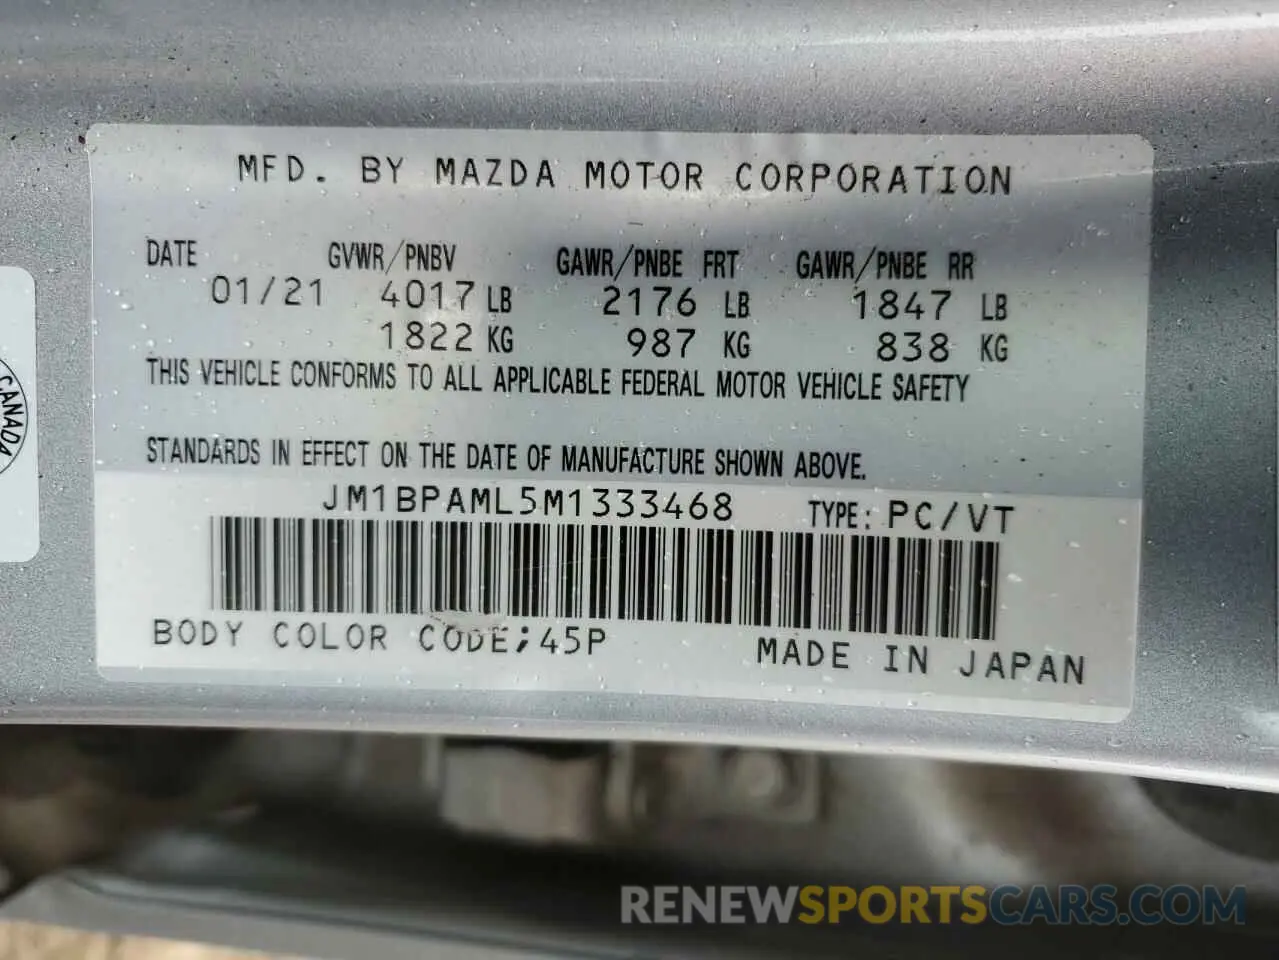 MFD. BY MAZDA MOTOR CORPORATION
DATE GVWR/PNBV GAWR/PNBE FRT GAWR/PNBE RR
01/21 4017 LB 2176 LB 1847 LB
1822 KG 987 KG 838 KG
THIS VEHICLE CONFORMS TO ALL APPLICABLE FEDERAL MOTOR VEHICLE SAFETY
STANDARDS IN EFFECT ON THE DATE OF MANUFACTURE SHOWN ABOVE.
JM1BPAML5M1333468 TYPE: PC/VT
BODY COLOR CODE;45P MADE IN JAPAN
CANADA
RENEWSPORTSCARS.COM